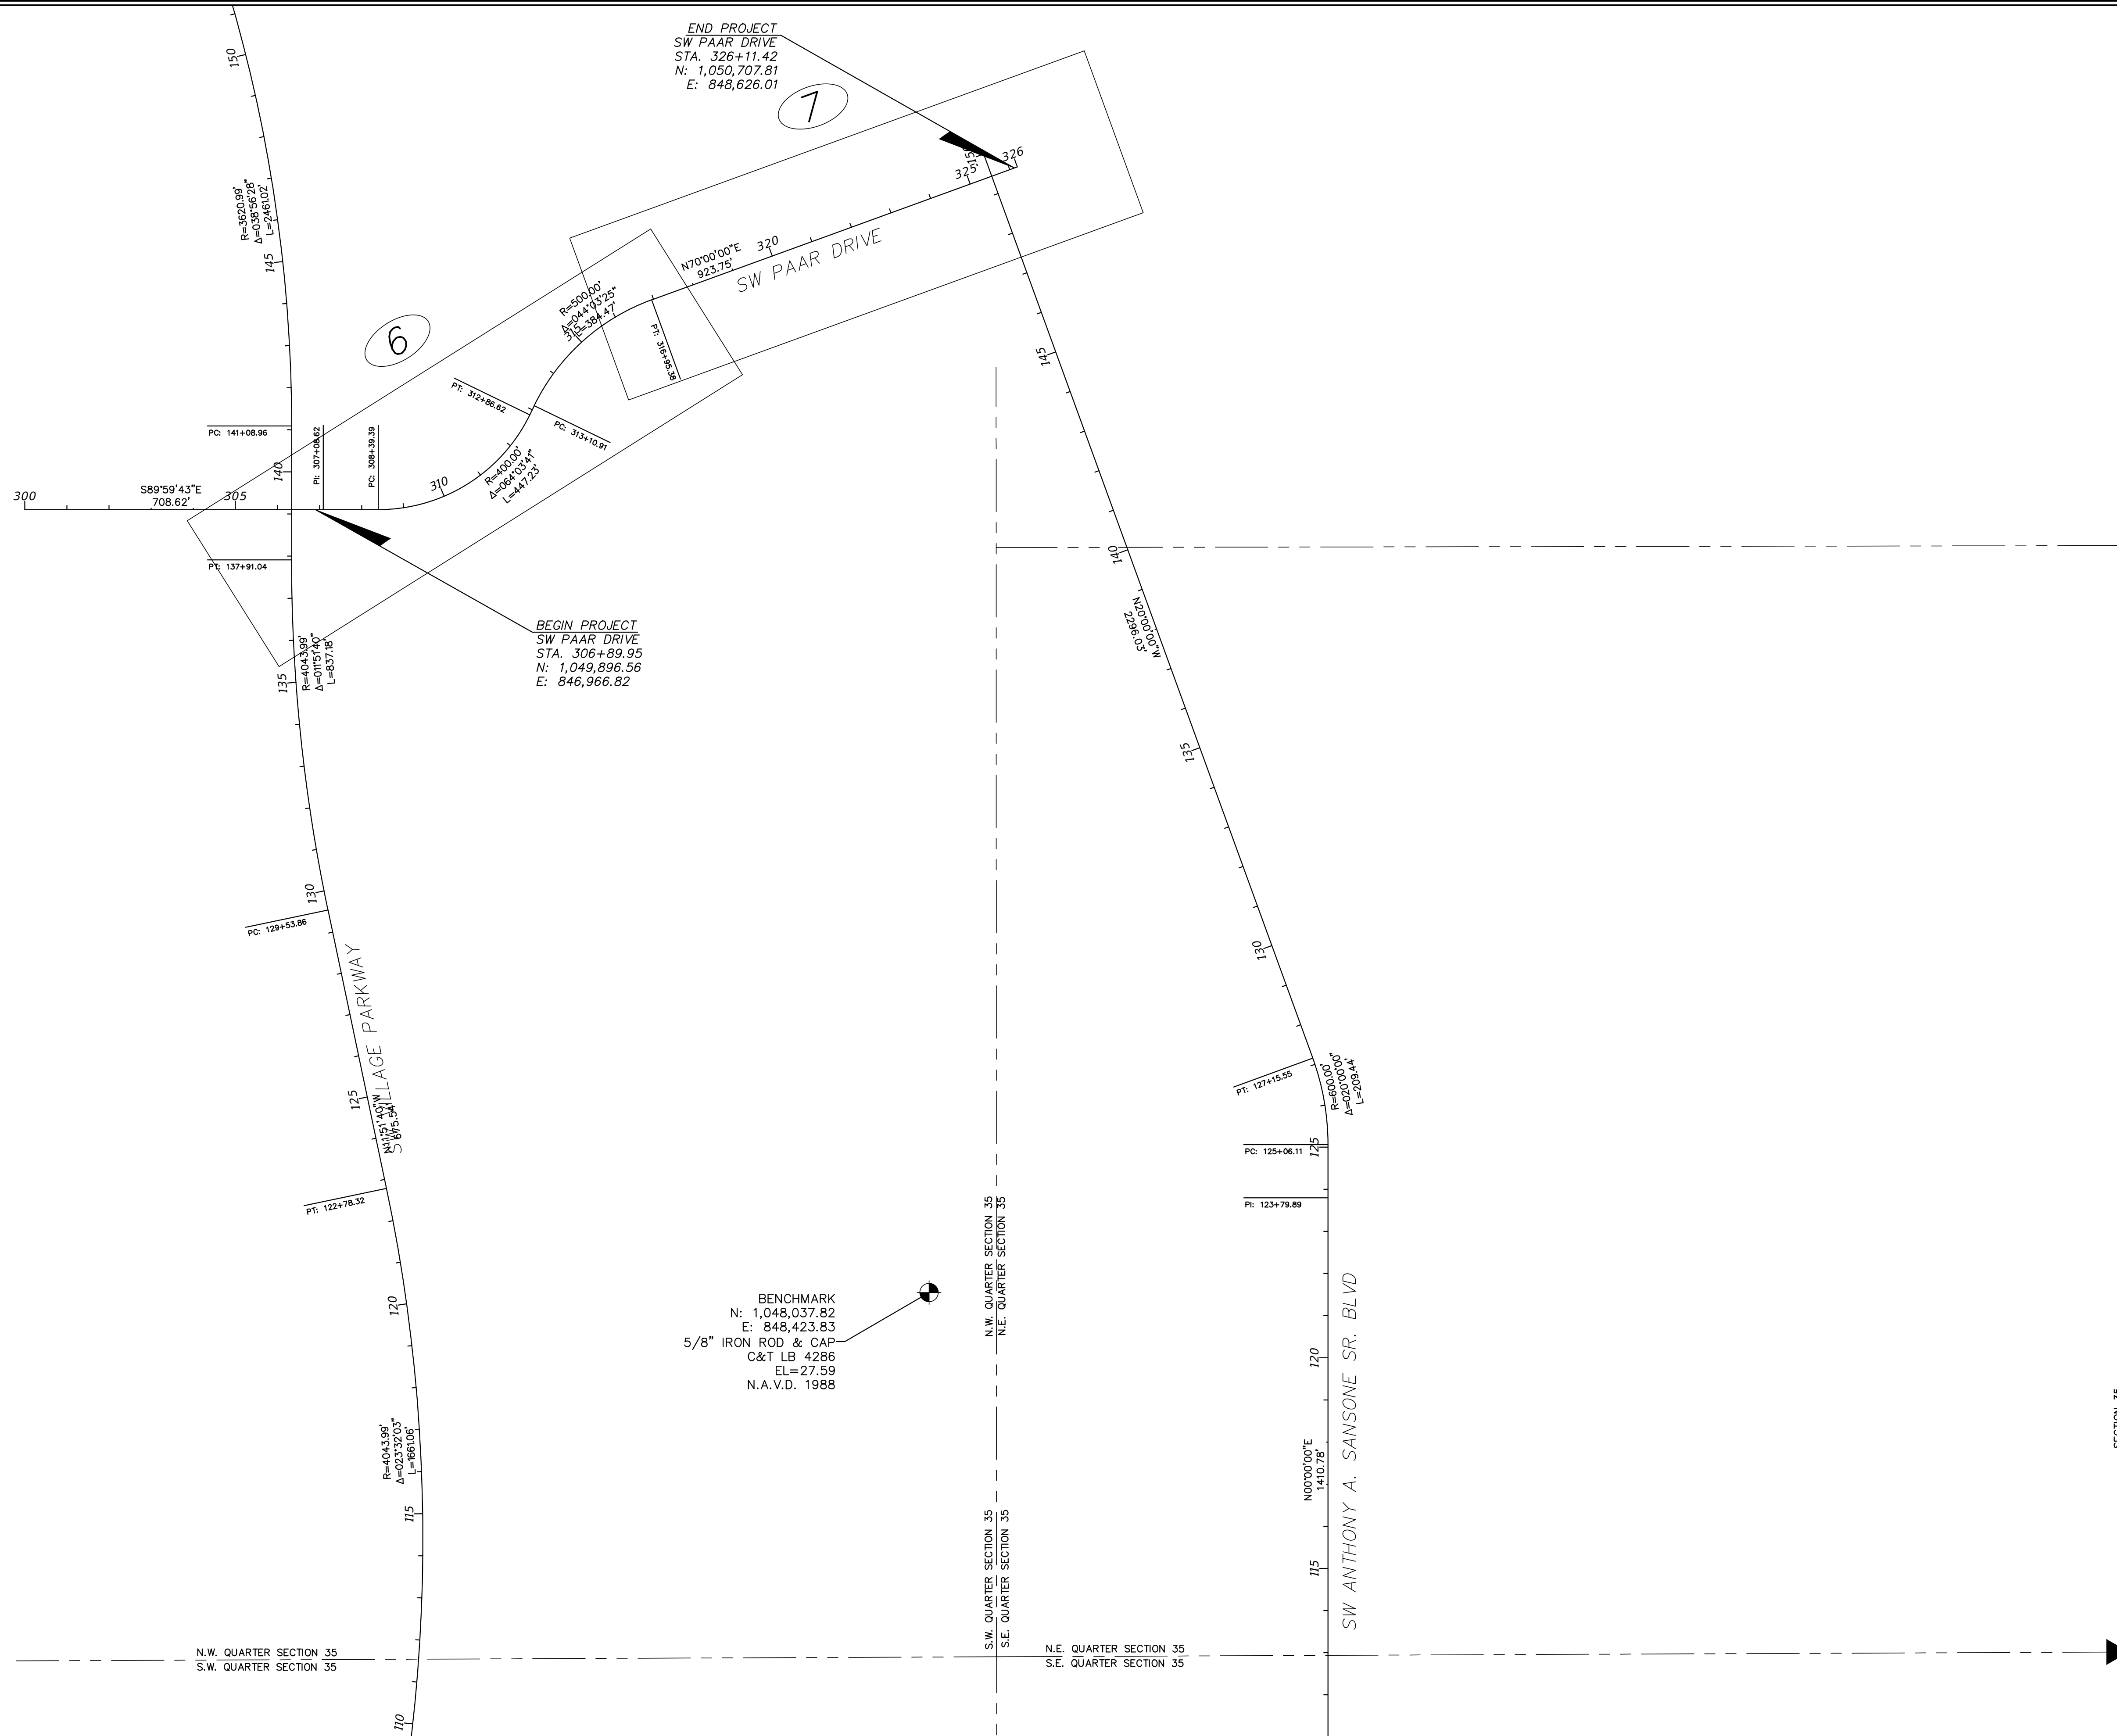 END PROJECT
SW PAAR DRIVE
STA. 326+11.42
N: 1,050,707.81
E: 848,626.01
7
150
326
325
R=3620.99'
Δ=038°56'28"
L=2461.02'
145
320
SW PAAR DRIVE
N70°00'00"E
923.75'
R=500.00'
Δ=044°03'25"
L=384.47'
315
6
PT: 316+95.38
PT: 312+86.62
PC: 313+10.91
145
PC: 141+08.96
PI: 307+08.62
PC: 308+39.39
140
R=400.00'
Δ=064°03'41"
L=447.23'
310
300
S89°59'43"E
708.62'
305
PT: 137+91.04
140
BEGIN PROJECT
SW PAAR DRIVE
STA. 306+89.95
N: 1,049,896.56
E: 846,966.82
N20°00'00"W
2296.03'
R=4043.99'
Δ=011°51'40"
L=837.18'
135
135
130
PC: 129+53.86
130
SW VILLAGE PARKWAY
N11°51'40"W
675.54'
125
PT: 127+15.55
R=600.00'
Δ=020°00'00"
L=209.44'
125
PC: 125+06.11
PI: 123+79.89
PT: 122+78.32
N.W. QUARTER SECTION 35
N.E. QUARTER SECTION 35
BENCHMARK
N: 1,048,037.82
E: 848,423.83
5/8" IRON ROD & CAP
C&T LB 4286
EL=27.59
N.A.V.D. 1988
120
120
SW ANTHONY A. SANSONE SR. BLVD
R=4043.99'
Δ=023°32'03"
L=1661.06'
N00°00'00"E
1410.78'
115
115
S.W. QUARTER SECTION 35
S.E. QUARTER SECTION 35
N.W. QUARTER SECTION 35
S.W. QUARTER SECTION 35
N.E. QUARTER SECTION 35
S.E. QUARTER SECTION 35
110